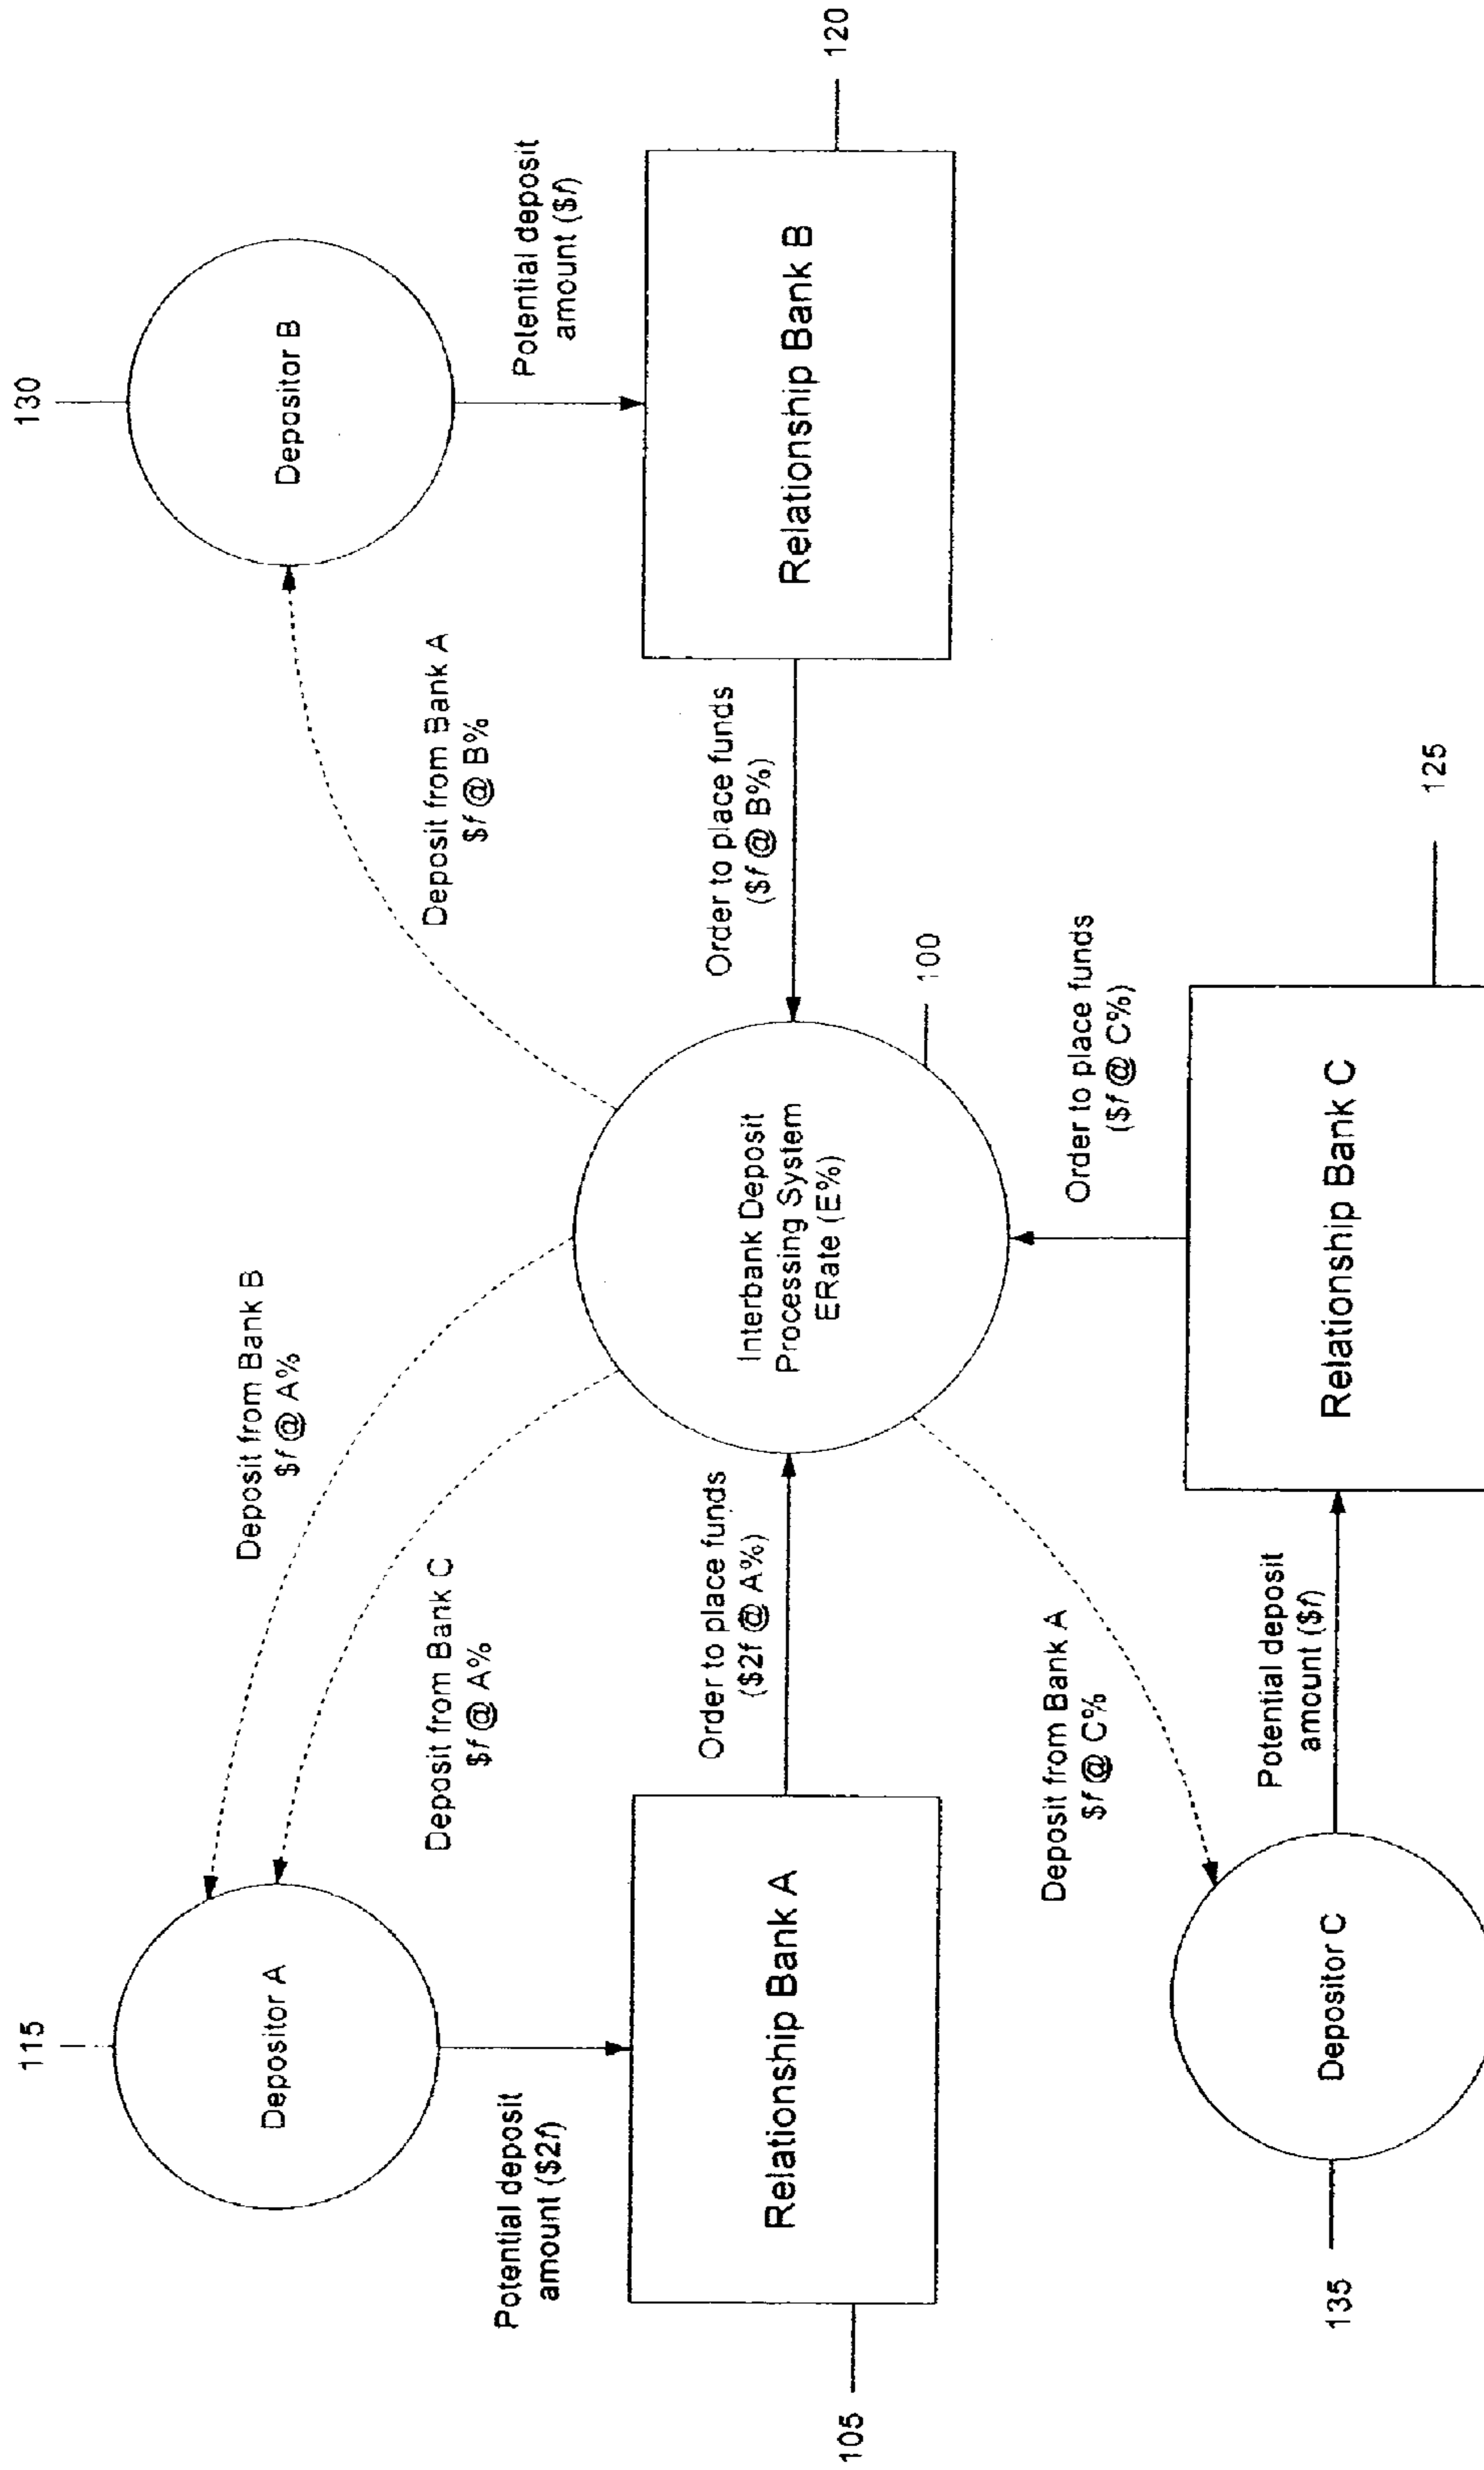 115
Depositor A
Potential deposit
amount ($2f)
Relationship Bank A
105
Order to place funds
($2f @ A%)
Deposit from Bank B
$f @ A%
Deposit from Bank C
$f @ A%
Interbank Deposit
Processing System
ERate (E%)
100
130
Depositor B
Potential deposit
amount ($f)
Relationship Bank B
120
Order to place funds
($f @ B%)
Deposit from Bank A
$f @ B%
Deposit from Bank A
$f @ C%
Depositor C
135
Potential deposit
amount ($f)
Relationship Bank C
125
Order to place funds
($f @ C%)